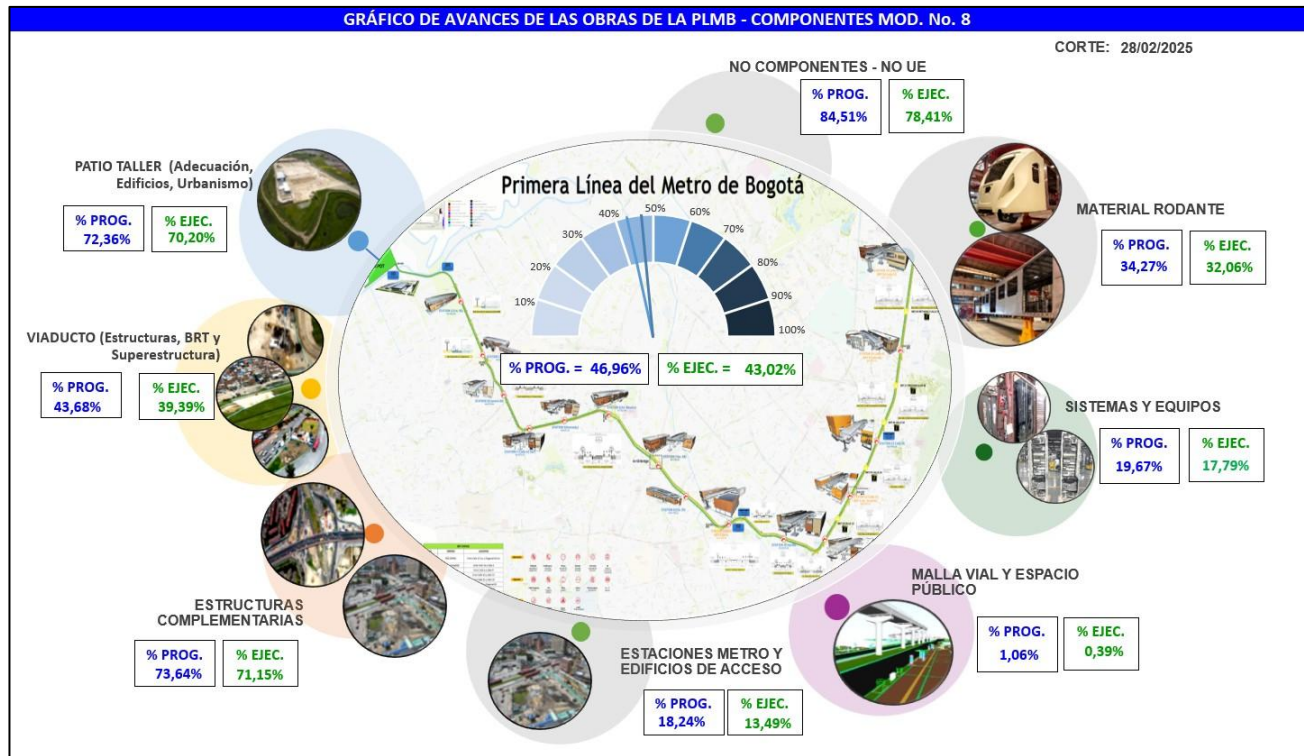 GRÁFICO DE AVANCES DE LAS OBRAS DE LA PLMB - COMPONENTES MOD. No. 8
CORTE: 28/02/2025
NO COMPONENTES - NO UE
% PROG.
84,51%
% EJEC.
78,41%
PATIO TALLER (Adecuación,
Edificios, Urbanismo)
% PROG.
72,36%
% EJEC.
70,20%
MATERIAL RODANTE
% PROG.
34,27%
% EJEC.
32,06%
Primera Línea del Metro de Bogotá
10%
20%
30%
40%
50%
60%
70%
80%
90%
100%
% PROG. = 46,96%
% EJEC. = 43,02%
VIADUCTO (Estructuras, BRT y
Superestructura)
% PROG.
43,68%
% EJEC.
39,39%
SISTEMAS Y EQUIPOS
% PROG.
19,67%
% EJEC.
17,79%
ESTRUCTURAS
COMPLEMENTARIAS
% PROG.
73,64%
% EJEC.
71,15%
ESTACIONES METRO Y
EDIFICIOS DE ACCESO
% PROG.
18,24%
% EJEC.
13,49%
MALLA VIAL Y ESPACIO
PÚBLICO
% PROG.
1,06%
% EJEC.
0,39%